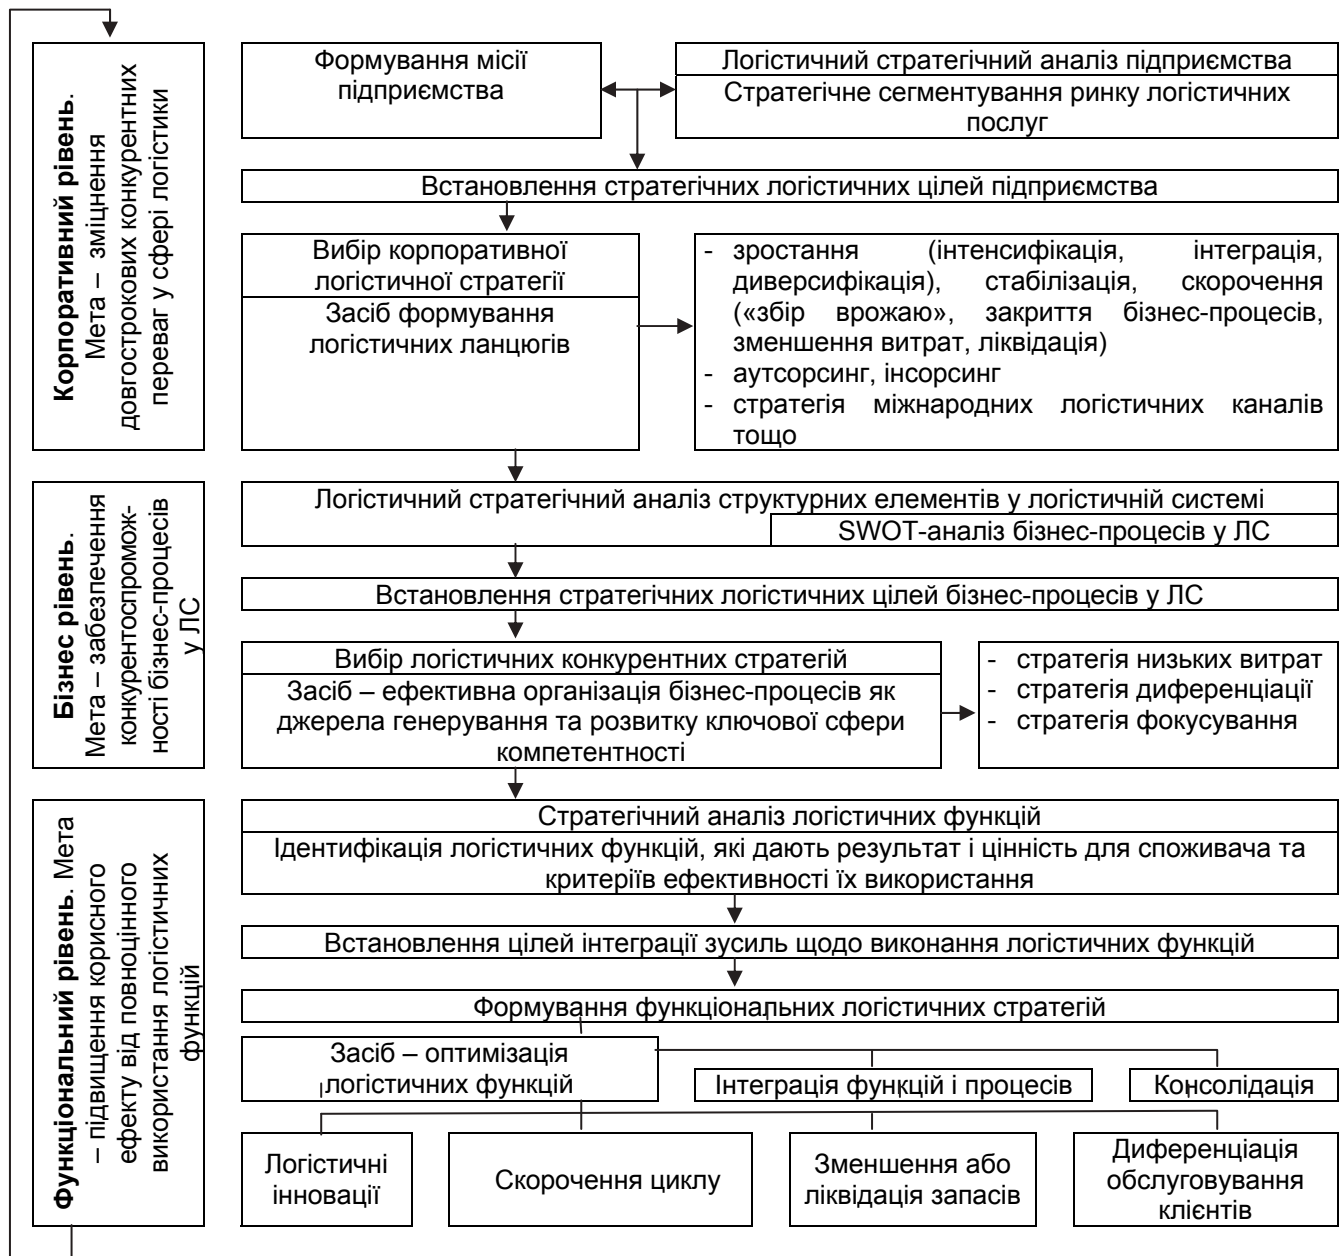 Корпоративний рівень.
Мета – зміцнення
довгострокових конкурентних
переваг у сфері логістики
Формування місії
підприємства
Логістичний стратегічний аналіз підприємства
Стратегічне сегментування ринку логістичних
послуг
Встановлення стратегічних логістичних цілей підприємства
Вибір корпоративної
логістичної стратегії
Засіб формування
логістичних ланцюгів
- зростання (інтенсифікація, інтеграція,
диверсифікація), стабілізація, скорочення
(«збір врожаю», закриття бізнес-процесів,
зменшення витрат, ліквідація)
- аутсорсинг, інсорсинг
- стратегія міжнародних логістичних каналів
тощо
Бізнес рівень.
Мета – забезпечення
конкурентоспромож-
ності бізнес-процесів
у ЛС
Логістичний стратегічний аналіз структурних елементів у логістичній системі
SWOT-аналіз бізнес-процесів у ЛС
Встановлення стратегічних логістичних цілей бізнес-процесів у ЛС
Вибір логістичних конкурентних стратегій
Засіб – ефективна організація бізнес-процесів як
джерела генерування та розвитку ключової сфери
компетентності
- стратегія низьких витрат
- стратегія диференціації
- стратегія фокусування
Функціональний рівень. Мета
– підвищення корисного
ефекту від повноцінного
використання логістичних
функцій
Стратегічний аналіз логістичних функцій
Ідентифікація логістичних функцій, які дають результат і цінність для споживача та
критеріїв ефективності їх використання
Встановлення цілей інтеграції зусиль щодо виконання логістичних функцій
Формування функціональних логістичних стратегій
Засіб – оптимізація
логістичних функцій
Інтеграція функцій і процесів
Консолідація
Логістичні
інновації
Скорочення циклу
Зменшення або
ліквідація запасів
Диференціація
обслуговування
клієнтів